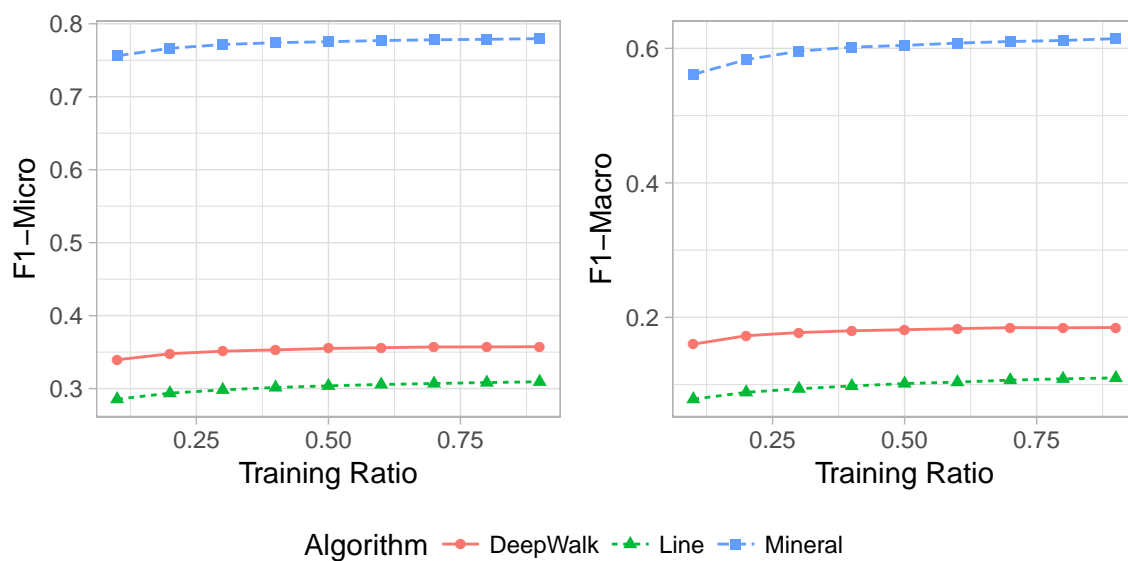 0.8
0.7
0.6
0.5
0.4
0.3
F1−Micro
0.25 0.50 0.75
Training Ratio
0.6
0.4
0.2
F1−Macro
0.25 0.50 0.75
Training Ratio
Algorithm DeepWalk Line Mineral